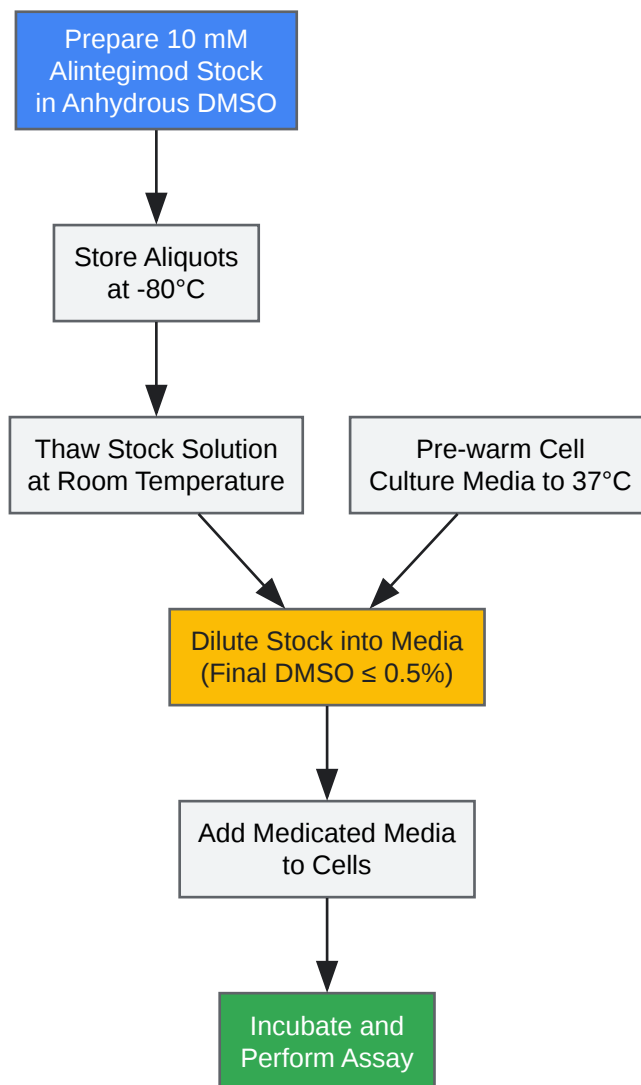 Prepare 10 mM
Alintegimod Stock
in Anhydrous DMSO
Store Aliquots
at -80°C
Thaw Stock Solution
at Room Temperature
Pre-warm Cell
Culture Media to 37°C
Dilute Stock into Media
(Final DMSO ≤ 0.5%)
Add Medicated Media
to Cells
Incubate and
Perform Assay